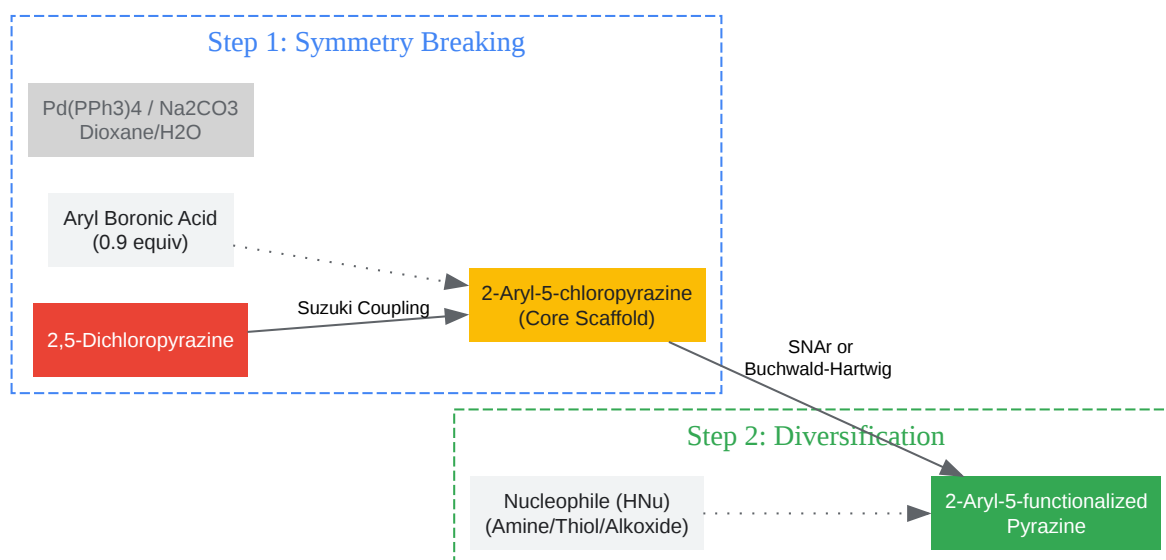 Step 1: Symmetry Breaking
Pd(PPh3)4 / Na2CO3
Dioxane/H2O
Aryl Boronic Acid
(0.9 equiv)
2,5-Dichloropyrazine
Suzuki Coupling
2-Aryl-5-chloropyrazine
(Core Scaffold)
SNAr or
Buchwald-Hartwig
Step 2: Diversification
Nucleophile (HNu)
(Amine/Thiol/Alkoxide)
2-Aryl-5-functionalized
Pyrazine